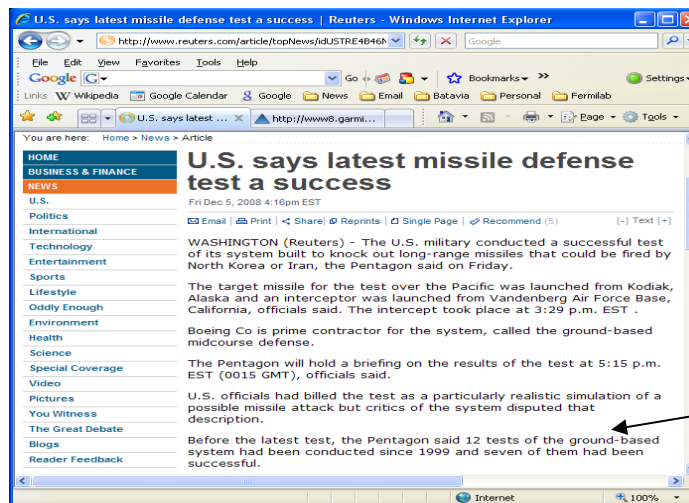 U.S. says latest missile defense test a success | Reuters - Windows Internet Explorer
http://www.reuters.com/article/topNews/idUSTRE4B46N
Google
File Edit View Favorites Tools Help
Google G Go Bookmarks Settings
Links Wikipedia Google Calendar Google News Email Batavia Personal Fermilab
U.S. says latest ... http://www8.garmi... Page Tools
You are here: Home > News > Article
HOME
BUSINESS & FINANCE
NEWS
U.S.
Politics
International
Technology
Entertainment
Sports
Lifestyle
Oddly Enough
Environment
Health
Science
Special Coverage
Video
Pictures
You Witness
The Great Debate
Blogs
Reader Feedback
U.S. says latest missile defense
test a success
Fri Dec 5, 2008 4:16pm EST
Email | Print | Share | Reprints | Single Page | Recommend (5) [-] Text [+]
WASHINGTON (Reuters) - The U.S. military conducted a successful test
of its system built to knock out long-range missiles that could be fired by
North Korea or Iran, the Pentagon said on Friday.
The target missile for the test over the Pacific was launched from Kodiak,
Alaska and an interceptor was launched from Vandenberg Air Force Base,
California, officials said. The intercept took place at 3:29 p.m. EST .
Boeing Co is prime contractor for the system, called the ground-based
midcourse defense.
The Pentagon will hold a briefing on the results of the test at 5:15 p.m.
EST (0015 GMT), officials said.
U.S. officials had billed the test as a particularly realistic simulation of a
possible missile attack but critics of the system disputed that
description.
Before the latest test, the Pentagon said 12 tests of the ground-based
system had been conducted since 1999 and seven of them had been
successful.
Internet 100%